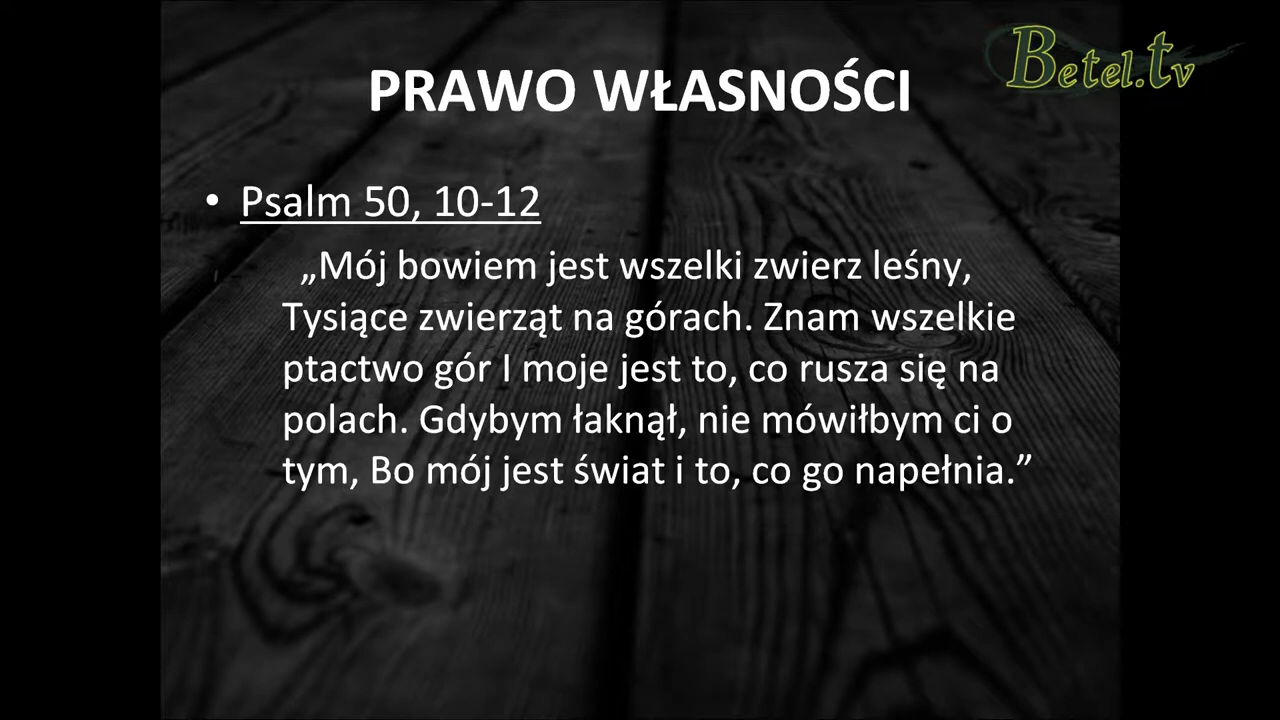 Betel.tv
PRAWO WŁASNOŚCI
• Psalm 50, 10-12
„Mój bowiem jest wszelki zwierz leśny,
Tysiące zwierząt na górach. Znam wszelkie
ptactwo gór I moje jest to, co rusza się na
polach. Gdybym łaknął, nie mówiłbym ci o
tym, Bo mój jest świat i to, co go napełnia.”